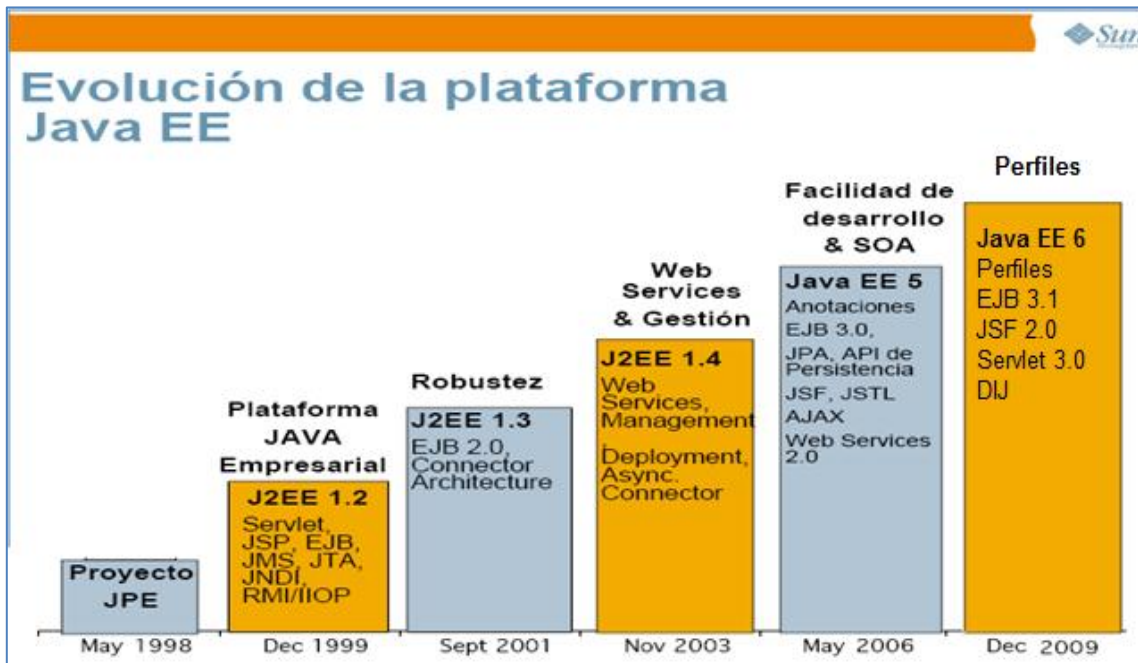 Sun
Evolución de la plataforma
Java EE
Proyecto
JPE
May 1998
Plataforma
JAVA
Empresarial
J2EE 1.2
Servlet,
JSP, EJB,
JMS, JTA,
JNDI,
RMI/IIOP
Dec 1999
Robustez
J2EE 1.3
EJB 2.0,
Connector
Architecture
Sept 2001
Web
Services
& Gestión
J2EE 1.4
Web
Services,
Management
,
Deployment,
Async.
Connector
Nov 2003
Facilidad de
desarrollo
& SOA
Java EE 5
Anotaciones
EJB 3.0,
JPA, API de
Persistencia
JSF, JSTL
AJAX
Web Services
2.0
May 2006
Perfiles
Java EE 6
Perfiles
EJB 3.1
JSF 2.0
Servlet 3.0
DIJ
Dec 2009